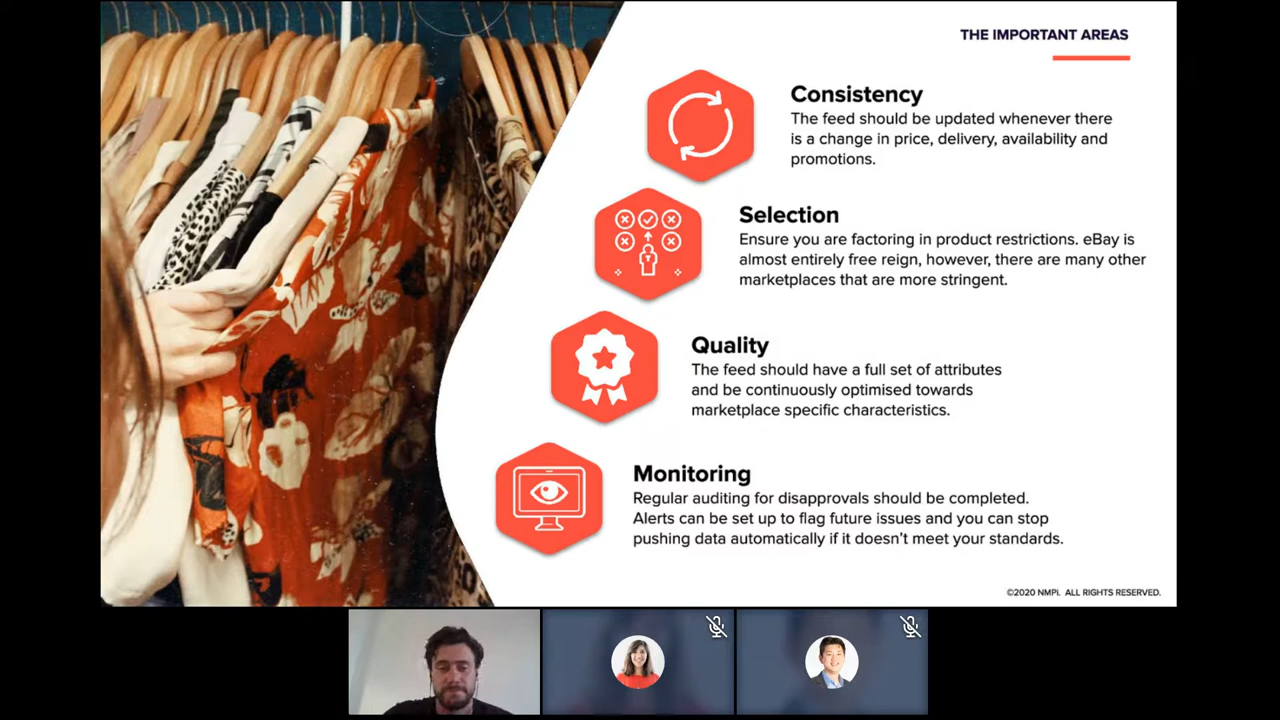 THE IMPORTANT AREAS
Consistency
The feed should be updated whenever there
is a change in price, delivery, availability and
promotions.
Selection
Ensure you are factoring in product restrictions. eBay is
almost entirely free reign, however, there are many other
marketplaces that are more stringent.
Quality
The feed should have a full set of attributes
and be continuously optimised towards
marketplace specific characteristics.
Monitoring
Regular auditing for disapprovals should be completed.
Alerts can be set up to flag future issues and you can stop
pushing data automatically if it doesn't meet your standards.
©2020 NMPi. ALL RIGHTS RESERVED.